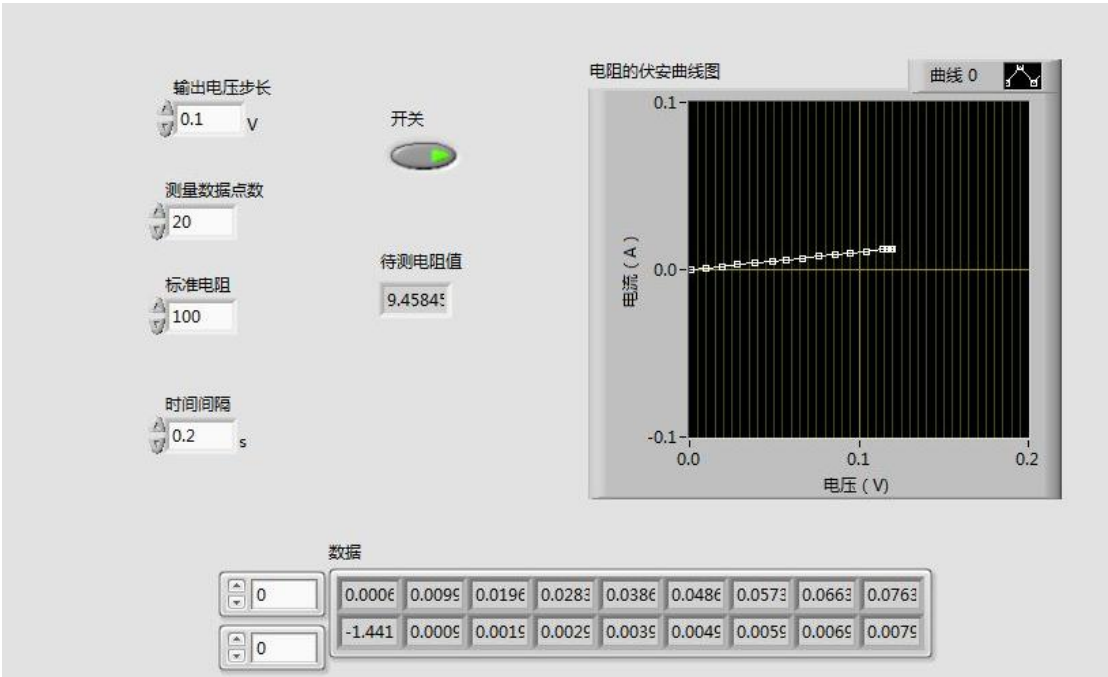 输出电压步长
0.1 V
开关
测量数据点数
20
标准电阻
100
待测电阻值
9.45845
时间间隔
0.2 s
电阻的伏安曲线图
曲线 0
0.1
0.0
-0.1
电流 ( A )
0.0 0.1 0.2
电压 ( V)
数据
0 0.0006 0.0099 0.0196 0.0283 0.0386 0.0486 0.0573 0.0663 0.0763
0 -1.441 0.0009 0.0019 0.0029 0.0039 0.0049 0.0059 0.0069 0.0079